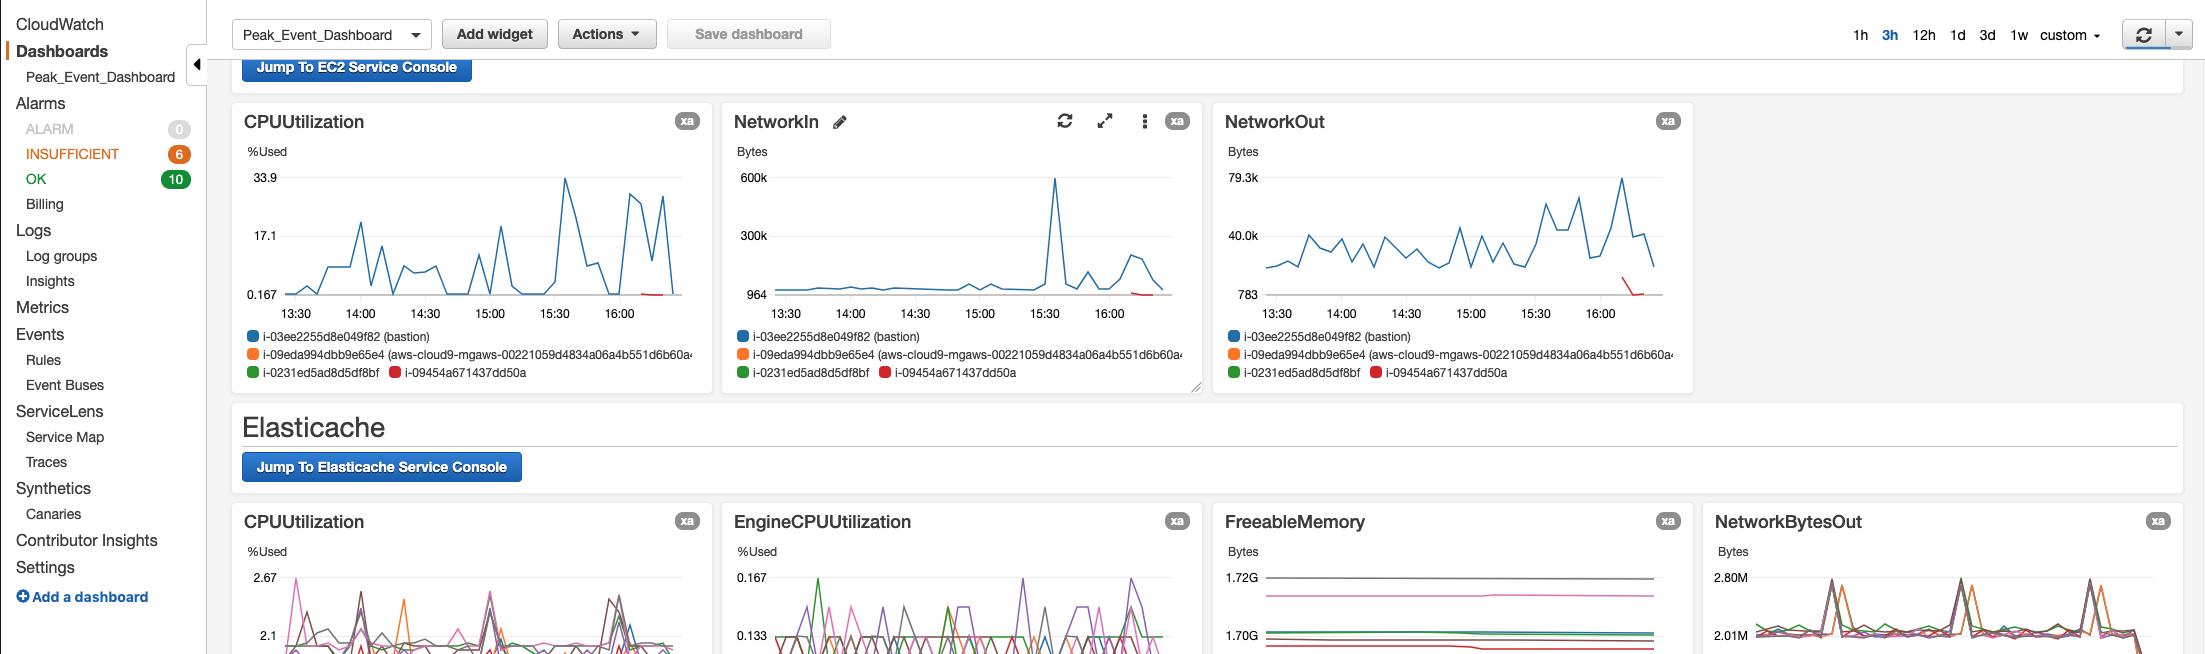 CloudWatch
Dashboards
Peak_Event_Dashboard
Alarms
ALARM 0
INSUFFICIENT 6
OK 10
Billing
Logs
Log groups
Insights
Metrics
Events
Rules
Event Buses
ServiceLens
Service Map
Traces
Synthetics
Canaries
Contributor Insights
Settings
Add a dashboard
Peak_Event_Dashboard Add widget Actions Save dashboard 1h 3h 12h 1d 3d 1w custom
Jump To EC2 Service Console
CPUUtilization xa
%Used
33.9
17.1
0.167
13:30 14:00 14:30 15:00 15:30 16:00
i-03ee2255d8e049f82 (bastion)
i-09eda994dbb9e65e4 (aws-cloud9-mgaws-00221059d4834a06a4b551d6b60a4
i-0231ed5ad8d5df8bf i-09454a671437dd50a
NetworkIn xa
Bytes
600k
300k
964
13:30 14:00 14:30 15:00 15:30 16:00
i-03ee2255d8e049f82 (bastion)
i-09eda994dbb9e65e4 (aws-cloud9-mgaws-00221059d4834a06a4b551d6b60a4
i-0231ed5ad8d5df8bf i-09454a671437dd50a
NetworkOut xa
Bytes
79.3k
40.0k
783
13:30 14:00 14:30 15:00 15:30 16:00
i-03ee2255d8e049f82 (bastion)
i-09eda994dbb9e65e4 (aws-cloud9-mgaws-00221059d4834a06a4b551d6b60a4
i-0231ed5ad8d5df8bf i-09454a671437dd50a
Elasticache
Jump To Elasticache Service Console
CPUUtilization xa
%Used
2.67
2.1
EngineCPUUtilization xa
%Used
0.167
0.133
FreeableMemory xa
Bytes
1.72G
1.70G
NetworkBytesOut xa
Bytes
2.80M
2.01M